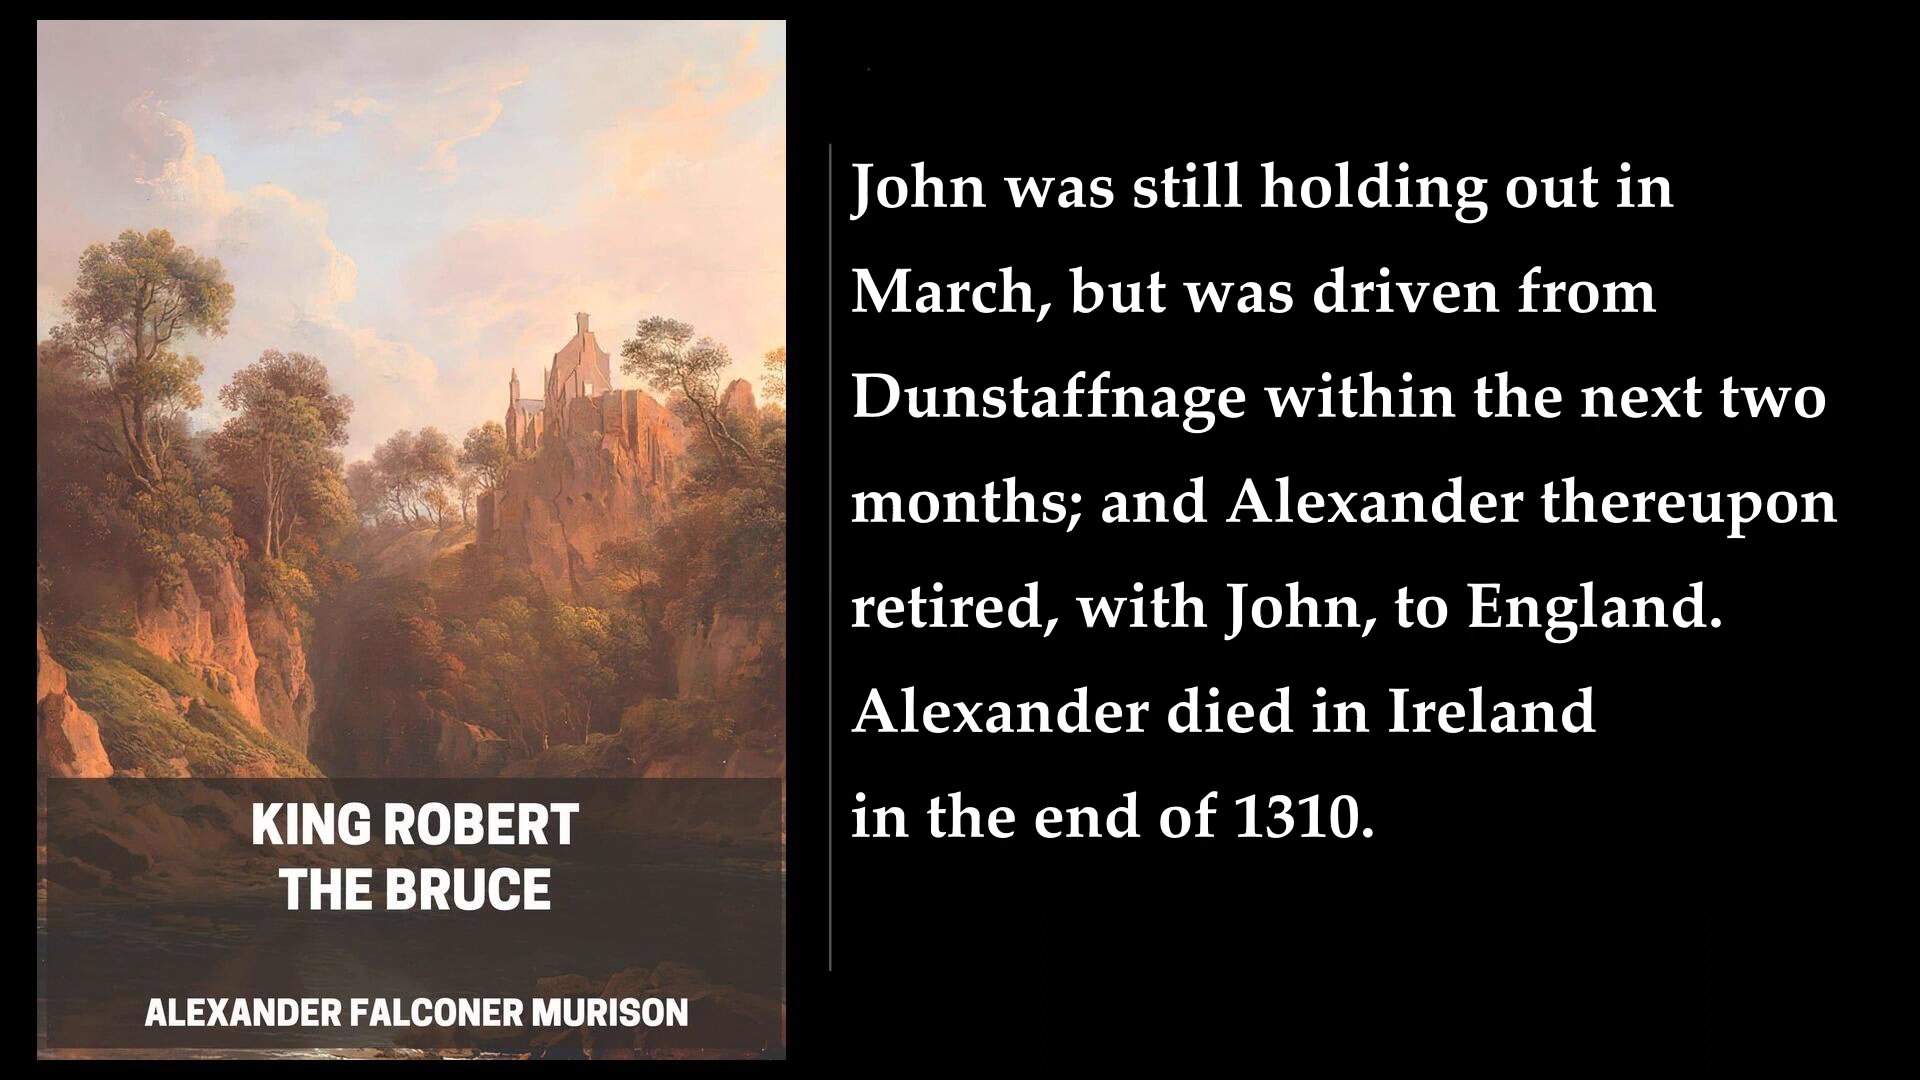 KING ROBERT
THE BRUCE
ALEXANDER FALCONER MURISON
John was still holding out in
March, but was driven from
Dunstaffnage within the next two
months; and Alexander thereupon
retired, with John, to England.
Alexander died in Ireland
in the end of 1310.